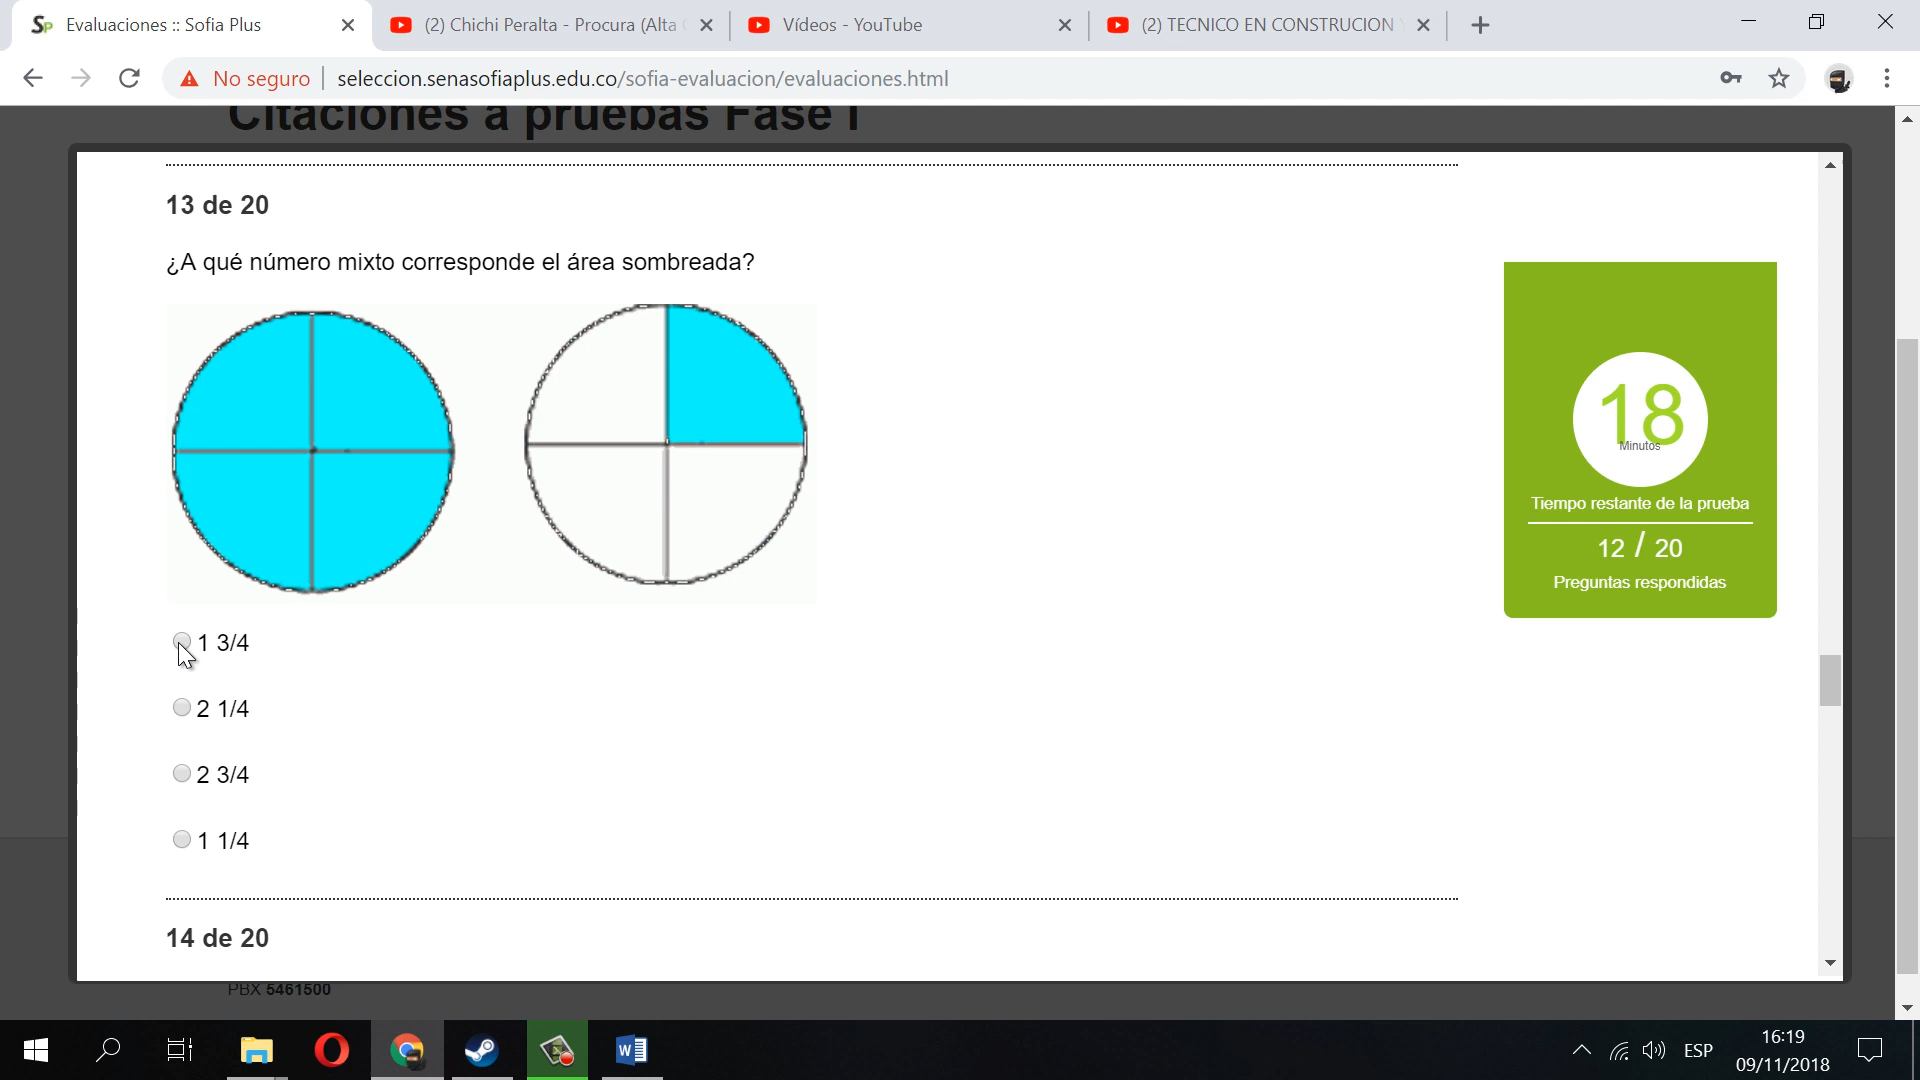 Evaluaciones :: Sofia Plus
(2) Chichi Peralta - Procura (Alta
Vídeos - YouTube
(2) TECNICO EN CONSTRUCION
No seguro
seleccion.senasofiaplus.edu.co/sofia-evaluacion/evaluaciones.html
Citaciones a pruebas Fase I
13 de 20
¿A qué número mixto corresponde el área sombreada?
1 3/4
2 1/4
2 3/4
1 1/4
18
Minutos
Tiempo restante de la prueba
12 / 20
Preguntas respondidas
14 de 20
PBX 5461500
ESP
16:19
09/11/2018